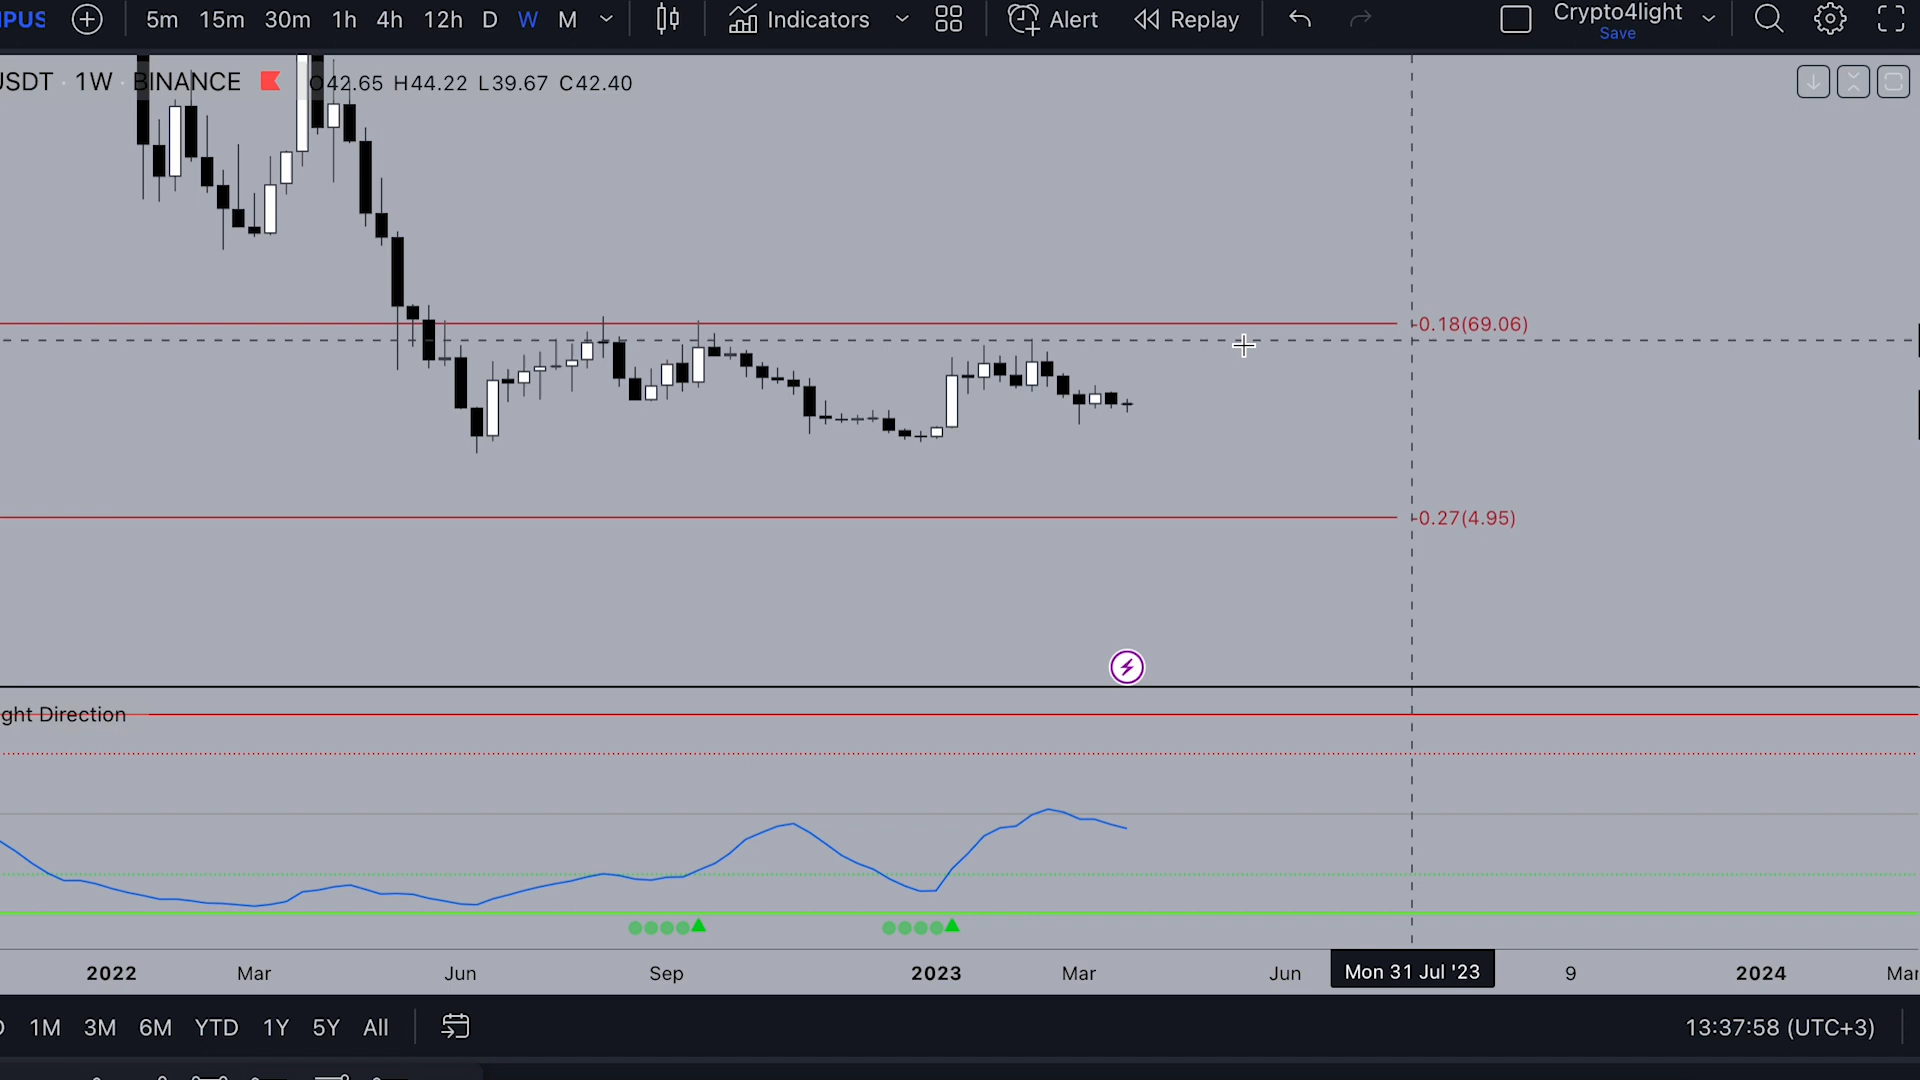 IPUS 5m 15m 30m 1h 4h 12h D W M Indicators Alert Replay Crypto4light
Save
USDT · 1W · BINANCE O42.65 H44.22 L39.67 C42.40
-0.18(69.06)
-0.27(4.95)
ght Direction
2022 Mar Jun Sep 2023 Mar Jun Mon 31 Jul '23 9 2024 Mar
1M 3M 6M YTD 1Y 5Y All 13:37:58 (UTC+3)